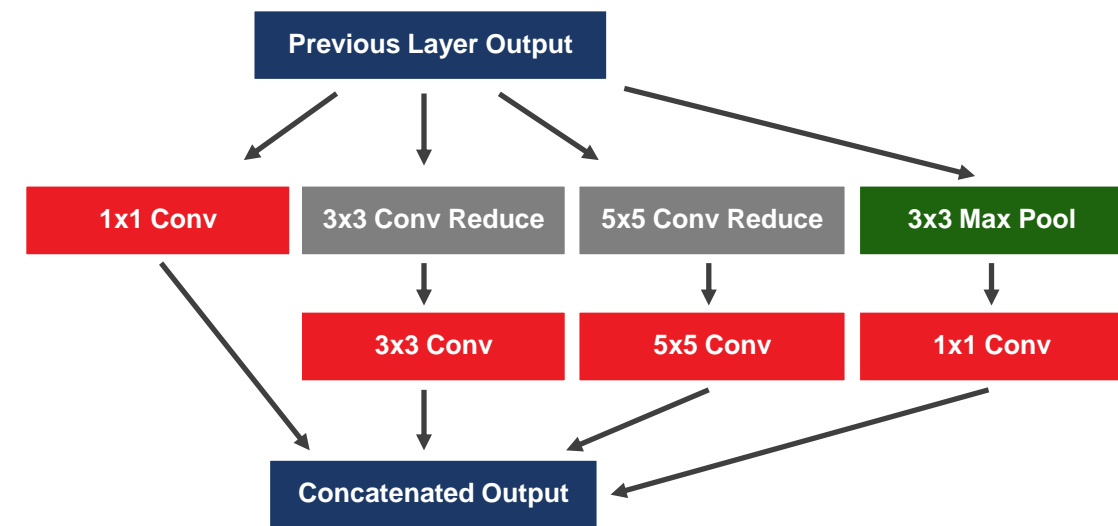 Previous Layer Output
1x1 Conv
3x3 Conv Reduce
5x5 Conv Reduce
3x3 Max Pool
3x3 Conv
5x5 Conv
1x1 Conv
Concatenated Output